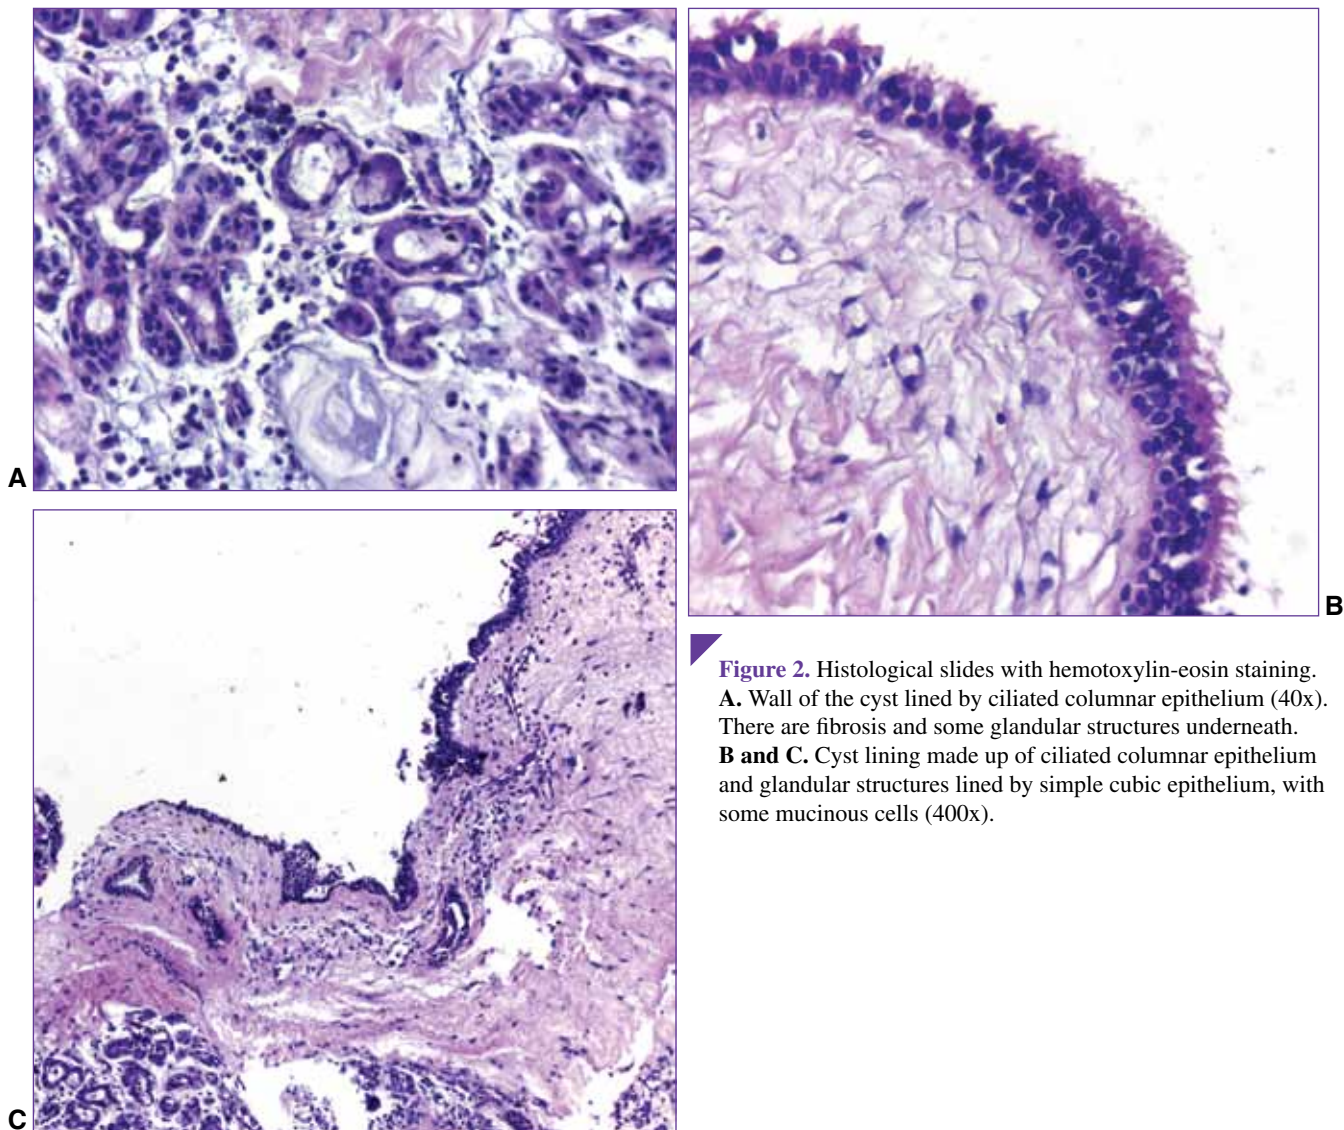 A
B
C
Figure 2. Histological slides with hemotoxylin-eosin staining.
A. Wall of the cyst lined by ciliated columnar epithelium (40x).
There are fibrosis and some glandular structures underneath.
B and C. Cyst lining made up of ciliated columnar epithelium
and glandular structures lined by simple cubic epithelium, with
some mucinous cells (400x).